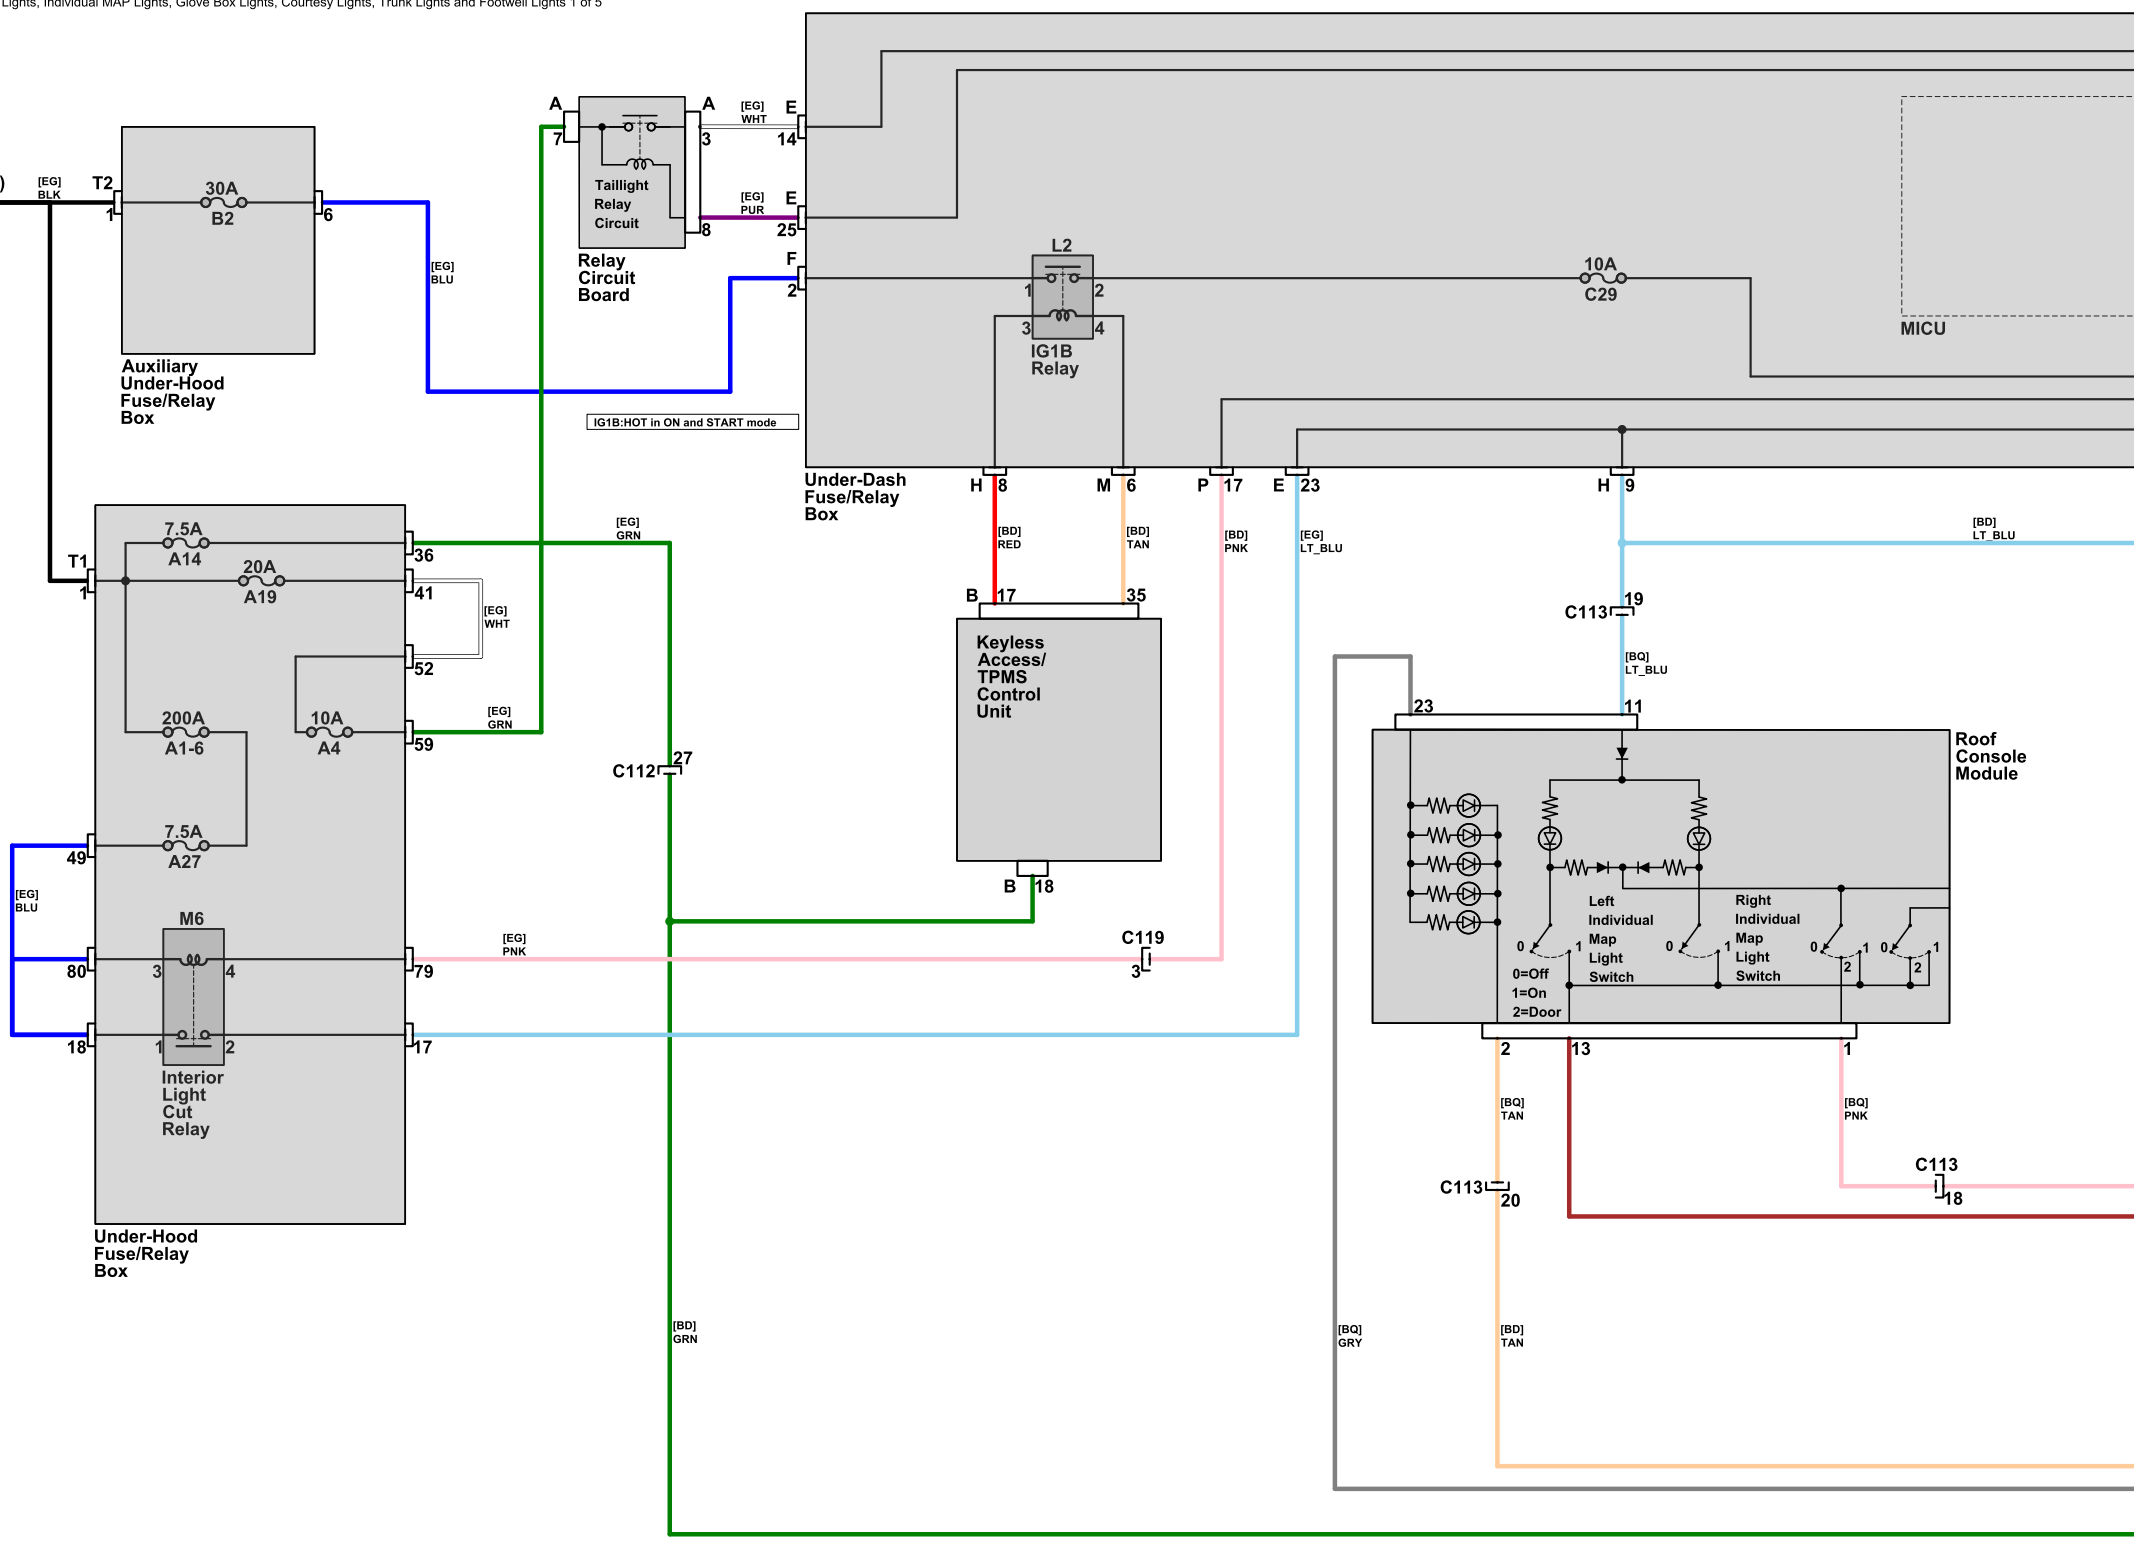 Lights, Individual MAP Lights, Glove Box Lights, Courtesy Lights, Trunk Lights and Footwell Lights 1 of 5
)
[EG]
BLK
T2
1
30A
B2
6
[EG]
BLU
Auxiliary
Under-Hood
Fuse/Relay
Box
A
7
A
3
8
Taillight
Relay
Circuit
Relay
Circuit
Board
[EG]
WHT
E
14
[EG]
PUR
E
25
F
2
L2
1
2
3
4
IG1B
Relay
10A
C29
MICU
IG1B:HOT in ON and START mode
Under-Dash
Fuse/Relay
Box
H 8
M 6
P 17
E 23
H 9
[BD]
RED
[BD]
TAN
[BD]
PNK
[EG]
LT_BLU
[BD]
LT_BLU
T1
1
7.5A
A14
20A
A19
36
41
52
59
[EG]
GRN
[EG]
WHT
[EG]
GRN
200A
A1-6
10A
A4
7.5A
A27
49
[EG]
BLU
80
18
M6
3
4
1
2
Interior
Light
Cut
Relay
79
17
[EG]
PNK
Under-Hood
Fuse/Relay
Box
C112
27
B 17
35
Keyless
Access/
TPMS
Control
Unit
B 18
C119
3
[BD]
GRN
C113
19
[BQ]
LT_BLU
23
11
Roof
Console
Module
Left
Individual
Map
Light
Switch
Right
Individual
Map
Light
Switch
0
1
0
1
0
1
2
0
1
2
0=Off
1=On
2=Door
2
13
1
[BQ]
TAN
[BQ]
PNK
C113
20
C113
18
[BQ]
GRY
[BD]
TAN